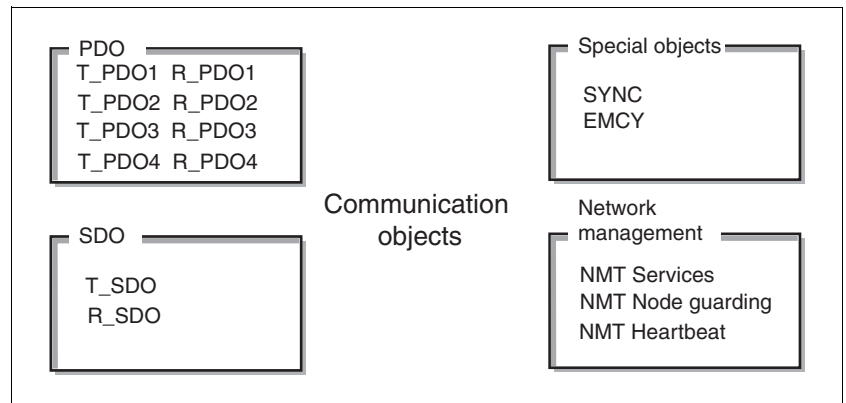 PDO
T_PDO1 R_PDO1
T_PDO2 R_PDO2
T_PDO3 R_PDO3
T_PDO4 R_PDO4
SDO
T_SDO
R_SDO
Communication
objects
Special objects
SYNC
EMCY
Network
management
NMT Services
NMT Node guarding
NMT Heartbeat